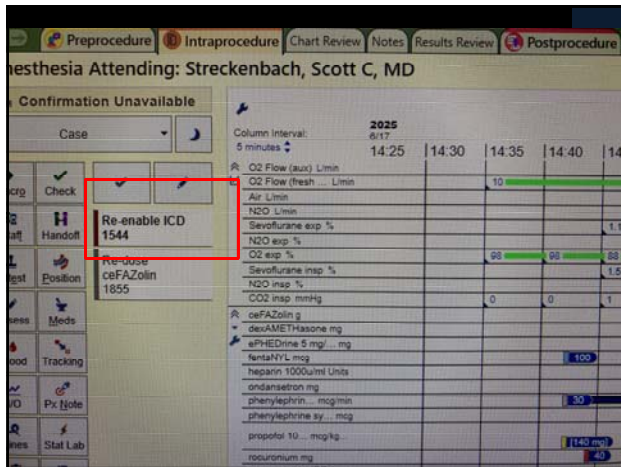 Preprocedure Intraprocedure Chart Review Notes Results Review Postprocedure
nesthesia Attending: Streckenbach, Scott C, MD
Confirmation Unavailable
Case
Check
Handoff
Position
Meds
Tracking
Px Note
Stat Lab
Re-enable ICD
1544
Re-dose
ceFAZolin
1855
Column Interval:
5 minutes
2025
6/17
14:25 14:30 14:35 14:40 14
O2 Flow (aux) L/min
O2 Flow (fresh ... L/min 10
Air L/min
N2O L/min
Sevoflurane exp % 1.1
N2O exp %
O2 exp % 98 98 88
Sevoflurane insp % 1.5
N2O insp %
CO2 insp mmHg 0 0 1
ceFAZolin g
dexAMETHasone mg
ePHEDrine 5 mg/... mg
fentaNYL mcg 100
heparin 1000u/ml Units
ondansetron mg
phenylephrin... mcg/min 30
phenylephrine sy... mcg
propofol 10... mcg/kg... [140 mg]
rocuronium mg 40